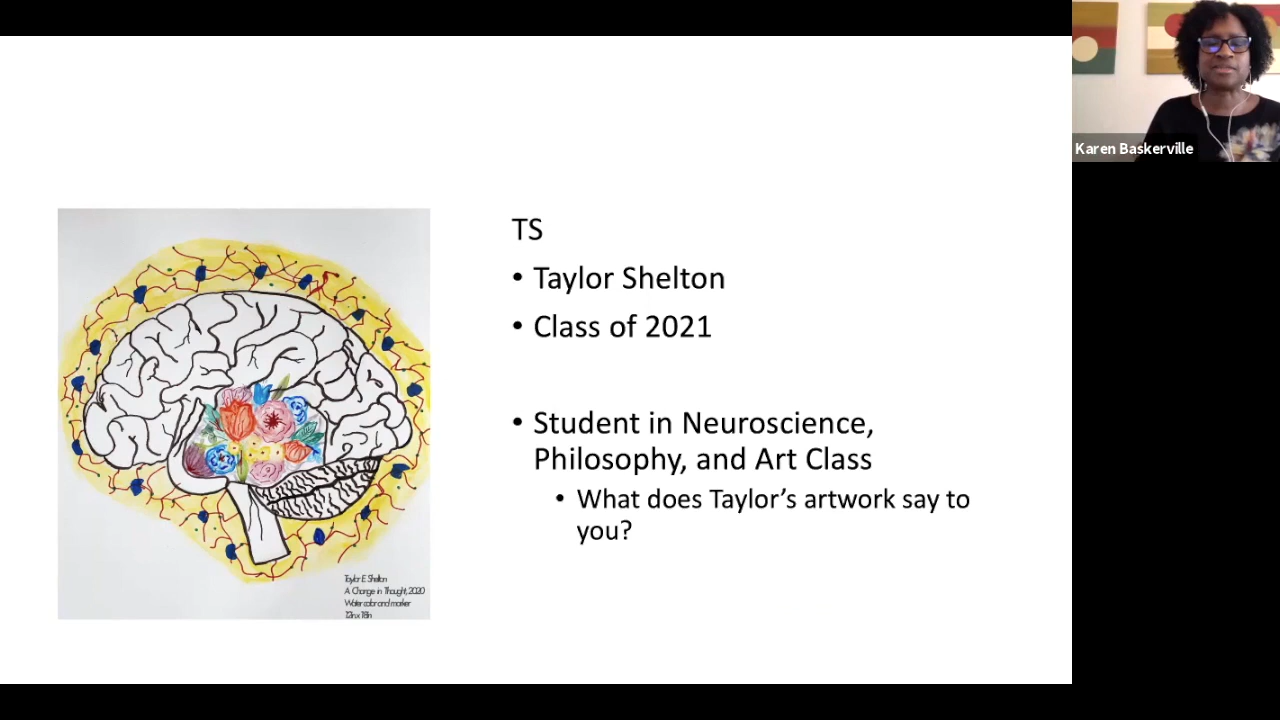 TS
• Taylor Shelton
• Class of 2021
• Student in Neuroscience,
Philosophy, and Art Class
• What does Taylor's artwork say to
you?
Taylor E. Shelton
A Change in Thought, 2020
Watercolor and marker
12in x 18in
Karen Baskerville